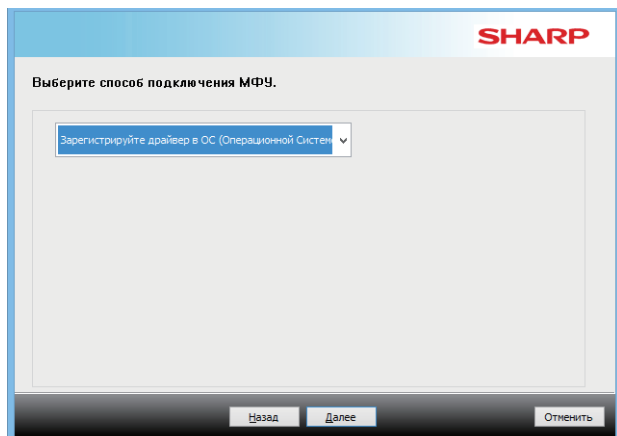 SHARP
Выберите способ подключения МФУ.
Зарегистрируйте драйвер в ОС (Операционной Систем
Назад Далее Отменить